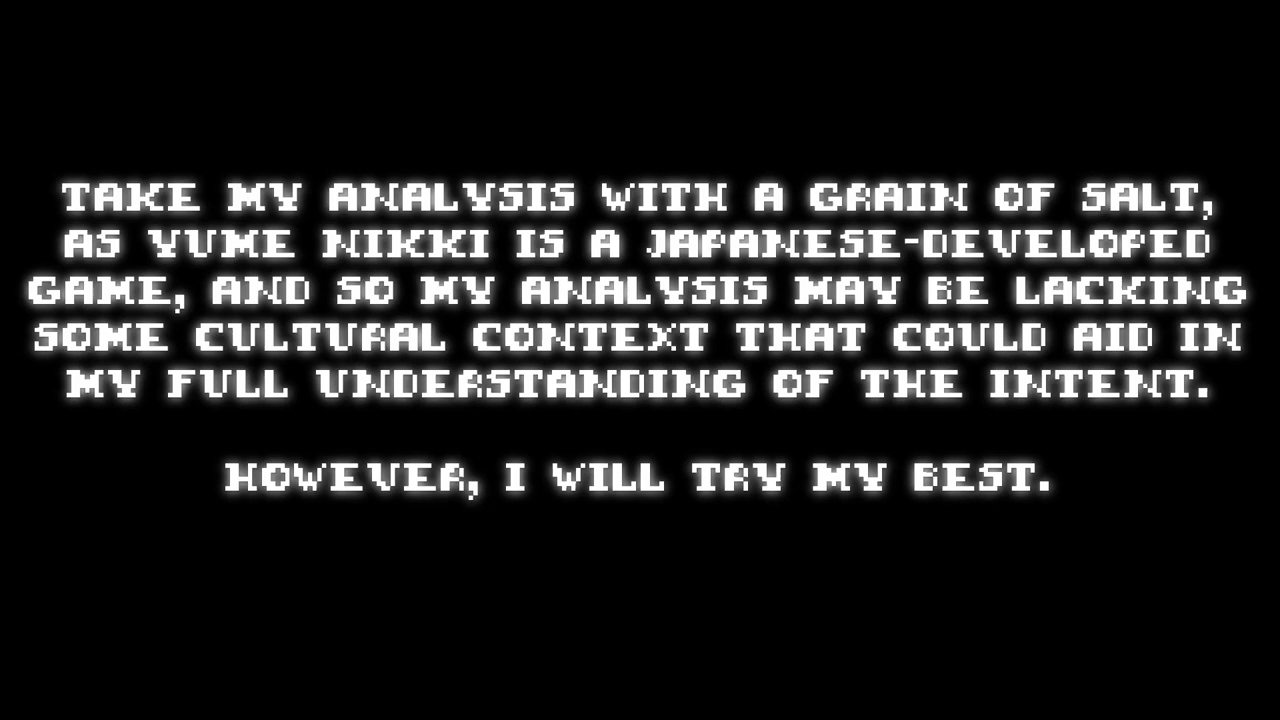 TAKE MY ANALYSIS WITH A GRAIN OF SALT,
AS YUME NIKKI IS A JAPANESE-DEVELOPED
GAME, AND SO MY ANALYSIS MAY BE LACKING
SOME CULTURAL CONTEXT THAT COULD AID IN
MY FULL UNDERSTANDING OF THE INTENT.
HOWEVER, I WILL TRY MY BEST.